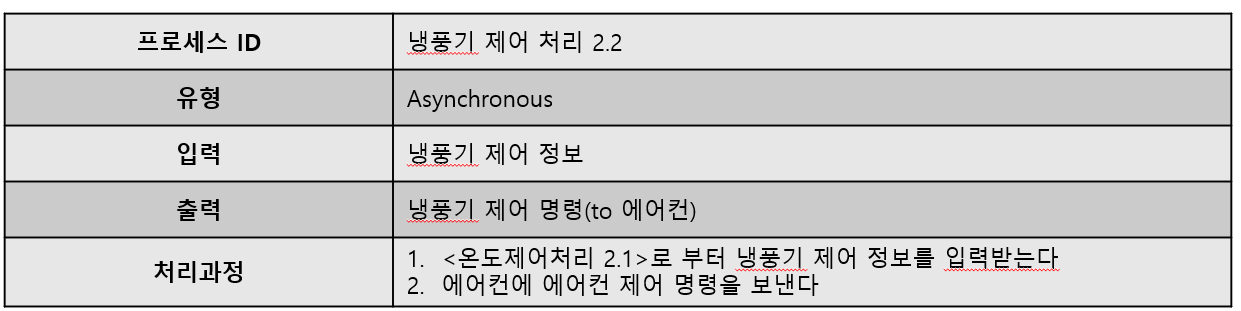 프로세스 ID 냉풍기 제어 처리 2.2
유형 Asynchronous
입력 냉풍기 제어 정보
출력 냉풍기 제어 명령(to 에어컨)
처리과정
1. <온도제어처리 2.1>로 부터 냉풍기 제어 정보를 입력받는다
2. 에어컨에 에어컨 제어 명령을 보낸다